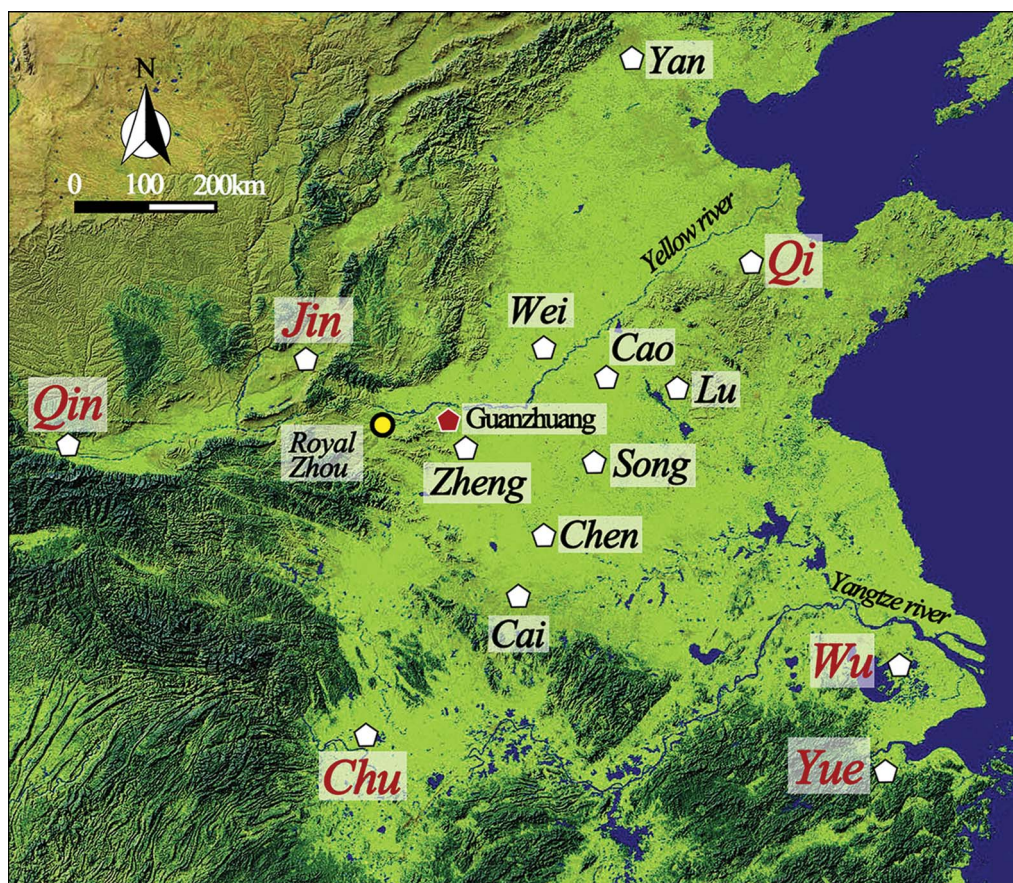 Yan
N
0 100 200km
Yellow river
Qi
Wei
Jin
Cao
Lu
Qin
Guanzhuang
Royal
Zhou
Zheng
Song
Chen
Yangtze river
Cai
Wu
Chu
Yue